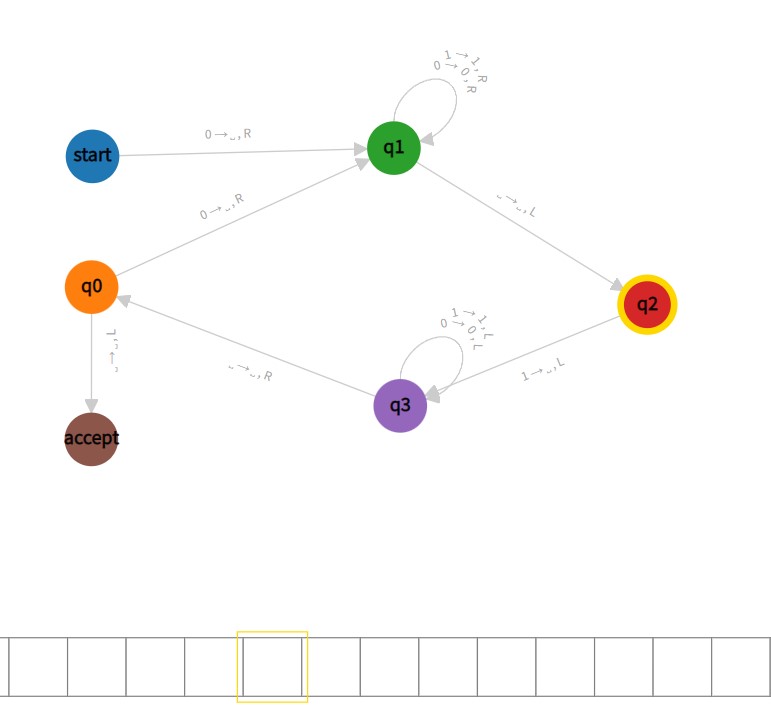 1→1,R
0→0,R
0→␣,R
start
q1
0→␣,R
␣→␣,L
q0
q2
1→1,L
0→0,L
␣→␣,L
␣→␣,R
1→␣,L
q3
accept